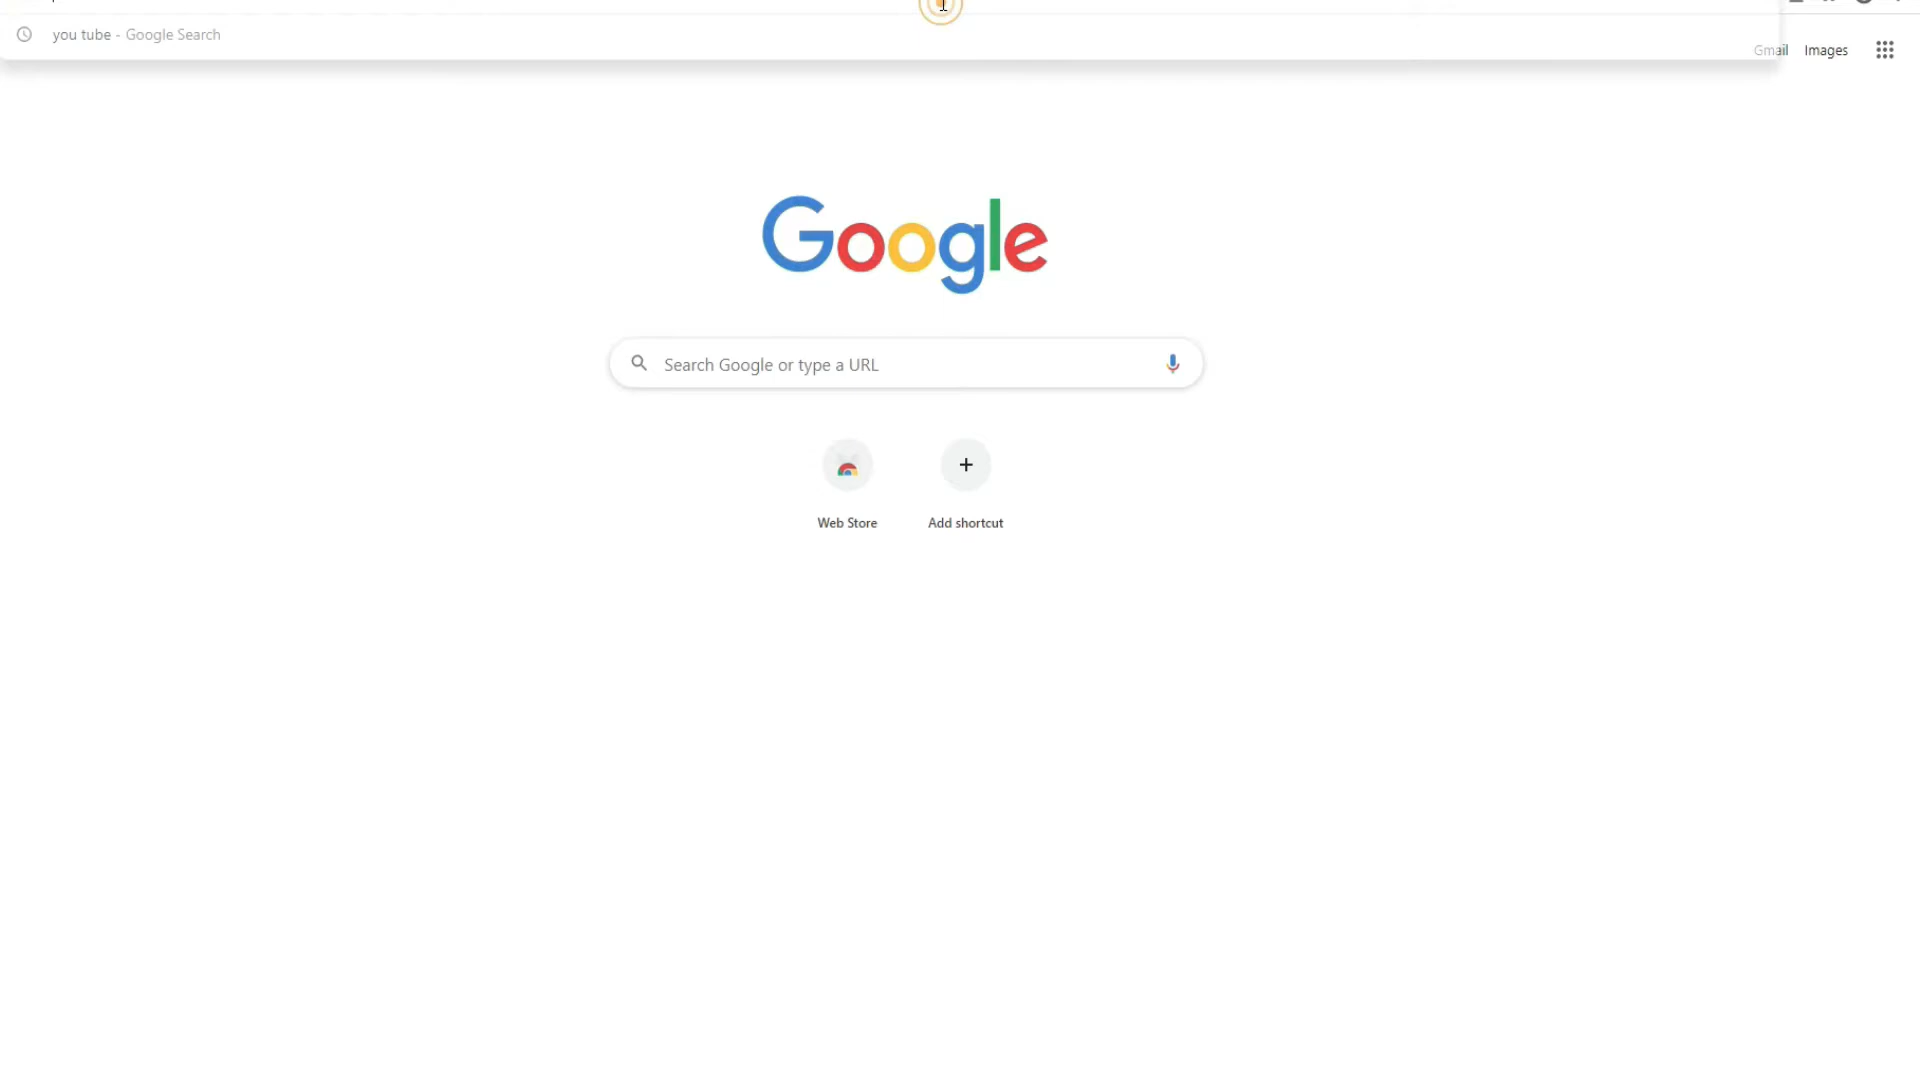 you tube - Google Search
Gmail Images
Google
Search Google or type a URL
Web Store Add shortcut